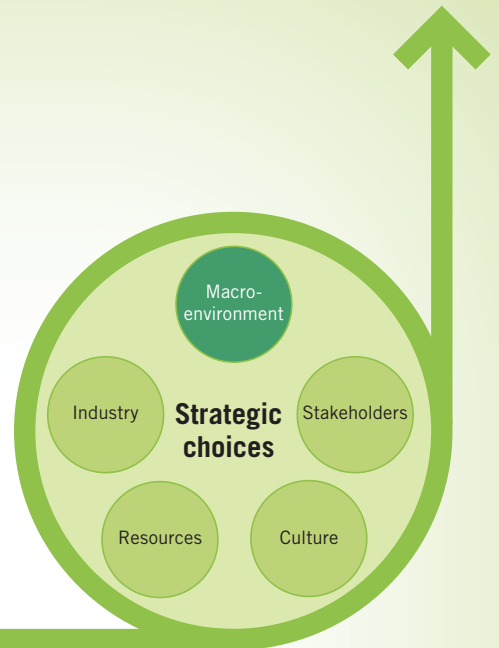 Macro-
environment
Industry
Strategic
choices
Stakeholders
Resources
Culture